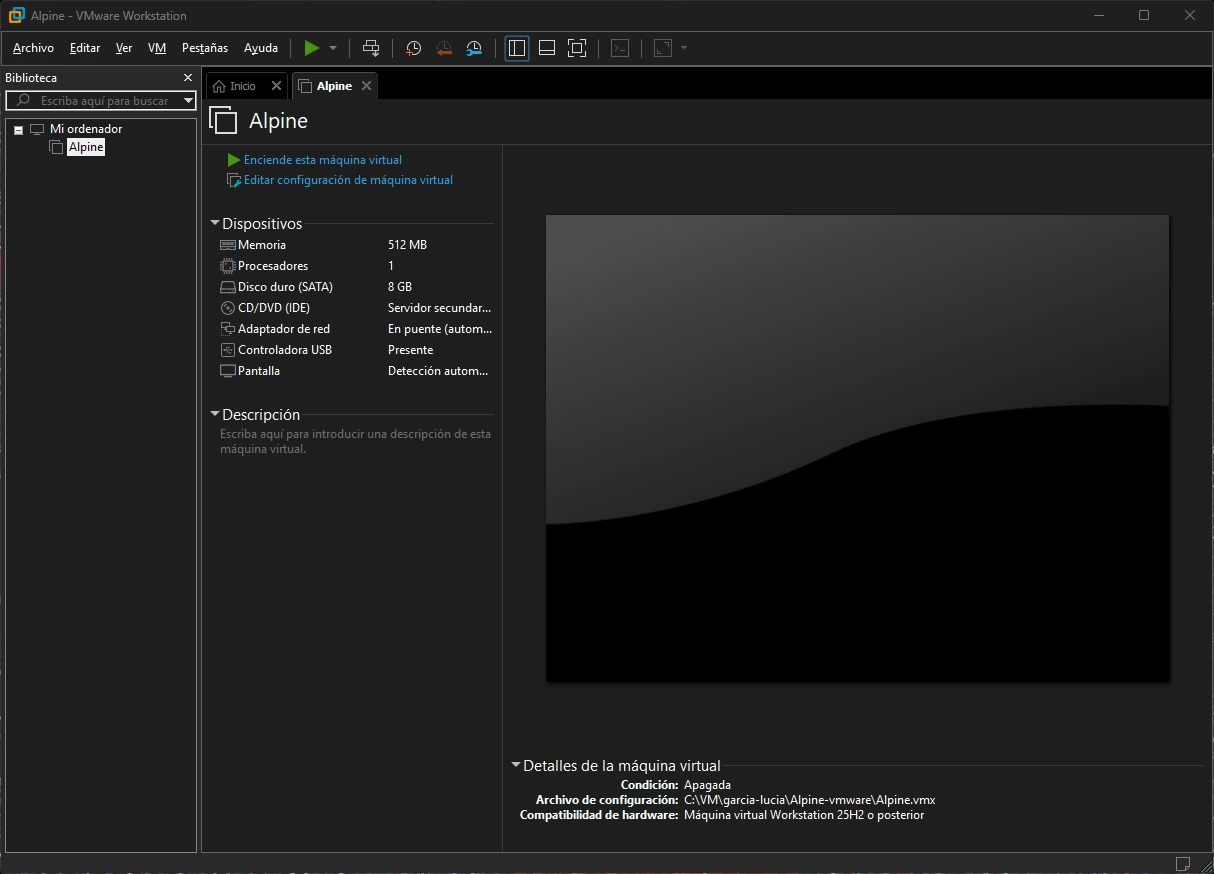 Alpine - VMware Workstation
Archivo Editar Ver VM Pestañas Ayuda
Biblioteca
Escriba aquí para buscar
Mi ordenador
Alpine
Inicio
Alpine
Alpine
Enciende esta máquina virtual
Editar configuración de máquina virtual
Dispositivos
Memoria 512 MB
Procesadores 1
Disco duro (SATA) 8 GB
CD/DVD (IDE) Servidor secundar...
Adaptador de red En puente (autom...
Controladora USB Presente
Pantalla Detección autom...
Descripción
Escriba aquí para introducir una descripción de esta
máquina virtual.
Detalles de la máquina virtual
Condición: Apagada
Archivo de configuración: C:\VM\garcia-lucia\Alpine-vmware\Alpine.vmx
Compatibilidad de hardware: Máquina virtual Workstation 25H2 o posterior